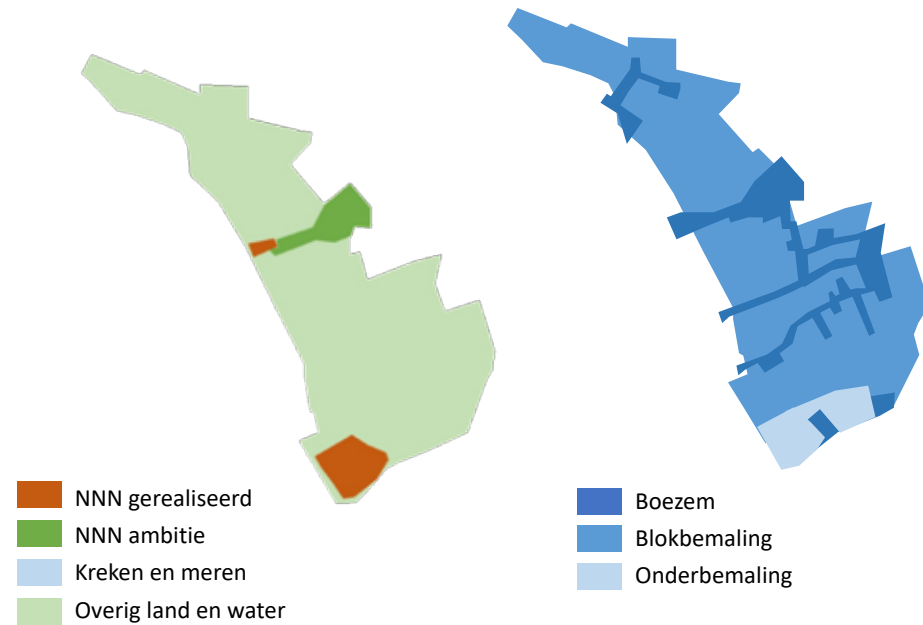 NNN gerealiseerd
NNN ambitie
Kreken en meren
Overig land en water
Boezem
Blokbemaling
Onderbemaling